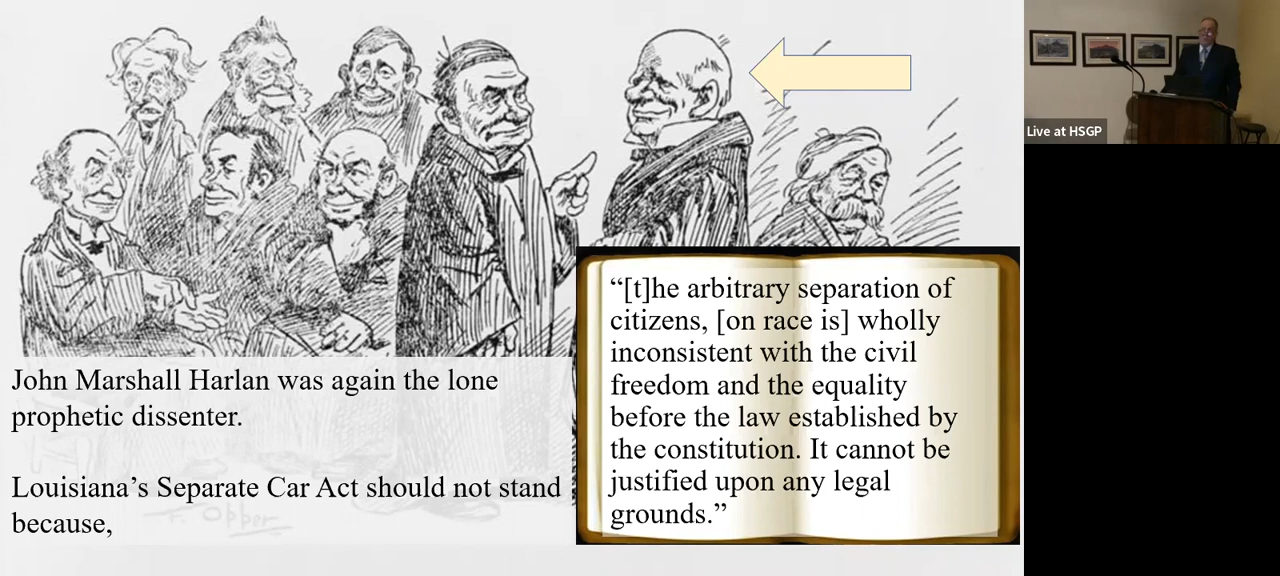 Live at HSGP
John Marshall Harlan was again the lone
prophetic dissenter.
Louisiana’s Separate Car Act should not stand
because,
“[t]he arbitrary separation of
citizens, [on race is] wholly
inconsistent with the civil
freedom and the equality
before the law established by
the constitution. It cannot be
justified upon any legal
grounds.”
Opper